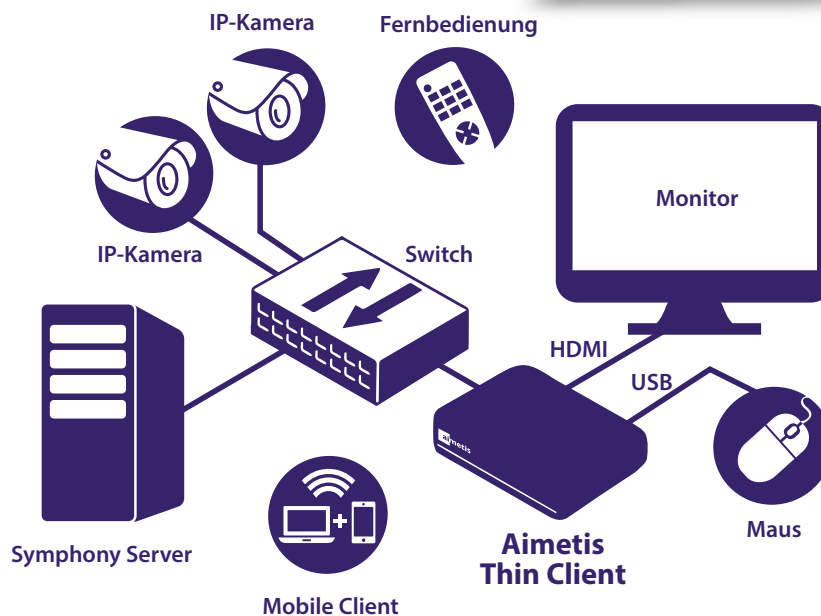 IP-Kamera
Fernbedienung
Monitor
IP-Kamera
Switch
HDMI
USB
aimetis
Maus
Symphony Server
Aimetis
Thin Client
Mobile Client